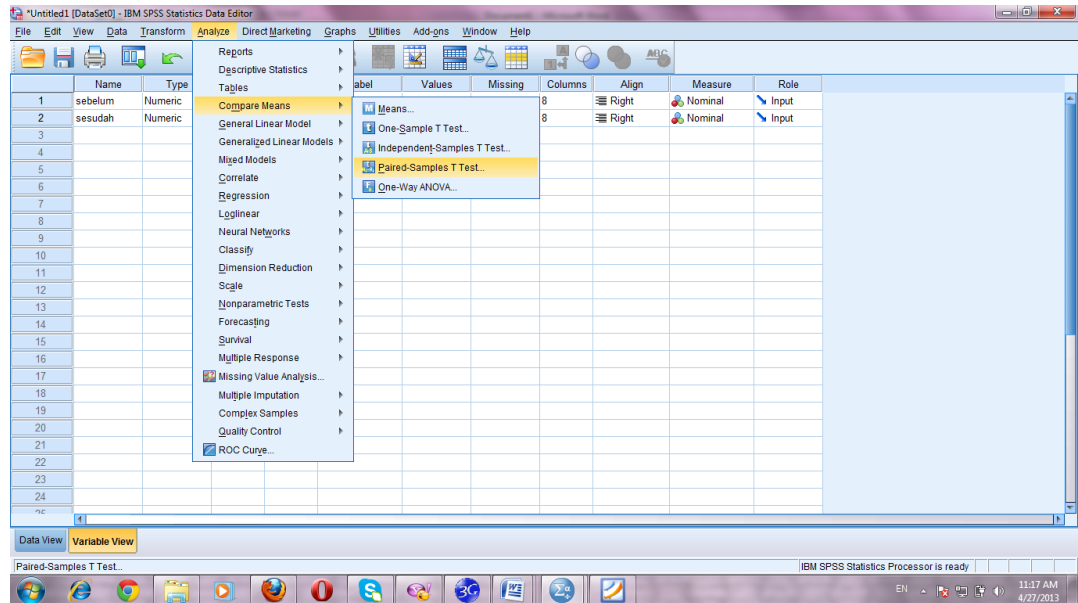 *Untitled1 [DataSet0] - IBM SPSS Statistics Data Editor
File Edit View Data Transform Analyze Direct Marketing Graphs Utilities Add-ons Window Help
Name Type abel Values Missing Columns Align Measure Role
1 sebelum Numeric 8 Right Nominal Input
2 sesudah Numeric 8 Right Nominal Input
3
4
5
6
7
8
9
10
11
12
13
14
15
16
17
18
19
20
21
22
23
24
Reports
Descriptive Statistics
Tables
Compare Means
General Linear Model
Generalized Linear Models
Mixed Models
Correlate
Regression
Loglinear
Neural Networks
Classify
Dimension Reduction
Scale
Nonparametric Tests
Forecasting
Survival
Multiple Response
Missing Value Analysis...
Multiple Imputation
Complex Samples
Quality Control
ROC Curve...
Means...
One-Sample T Test...
Independent-Samples T Test...
Paired-Samples T Test...
One-Way ANOVA...
Data View Variable View
Paired-Samples T Test... IBM SPSS Statistics Processor is ready
EN 11:17 AM
4/27/2013